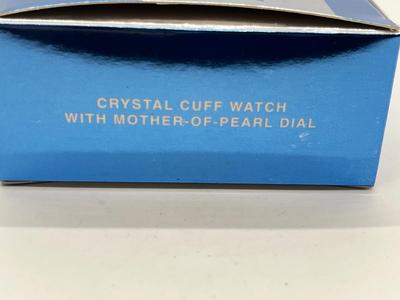 CRYSTAL CUFF WATCH
WITH MOTHER-OF-PEARL DIAL